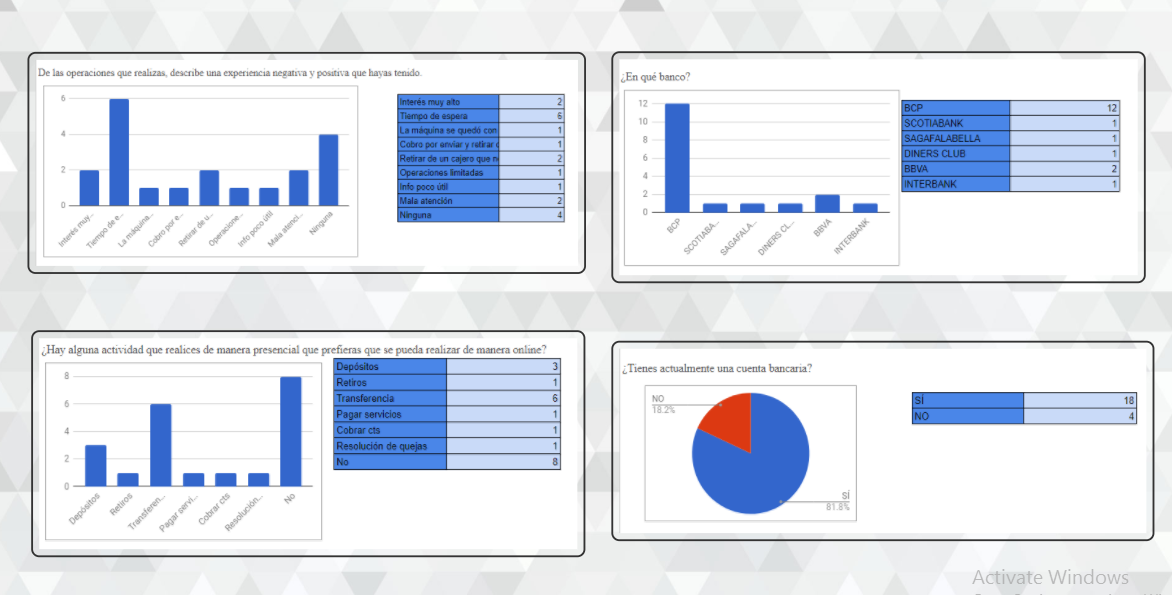 De las operaciones que realizas, describe una experiencia negativa y positiva que hayas tenido.
6
4
2
0
Interés muy...
Tiempo de e...
La máquina...
Cobro por e...
Retirar de u...
Operacione...
Info poco útil
Mala atenci...
Ninguna
Interés muy alto 2
Tiempo de espera 6
La máquina se quedó con 1
Cobro por enviar y retirar 1
Retirar de un cajero que n 2
Operaciones limitadas 1
Info poco útil 1
Mala atención 2
Ninguna 4
¿En qué banco?
12
10
8
6
4
2
0
BCP
SCOTIABA...
SAGAFALA...
DINERS CL...
BBVA
INTERBANK
BCP 12
SCOTIABANK 1
SAGAFALABELLA 1
DINERS CLUB 1
BBVA 2
INTERBANK 1
¿Hay alguna actividad que realices de manera presencial que prefieras que se pueda realizar de manera online?
8
6
4
2
0
Depósitos
Retiros
Transferen...
Pagar servi...
Cobrar cts
Resolución...
No
Depósitos 3
Retiros 1
Transferencia 6
Pagar servicios 1
Cobrar cts 1
Resolución de quejas 1
No 8
¿Tienes actualmente una cuenta bancaria?
NO
18.2%
SÍ
81.8%
SÍ 18
NO 4
Activate Windows